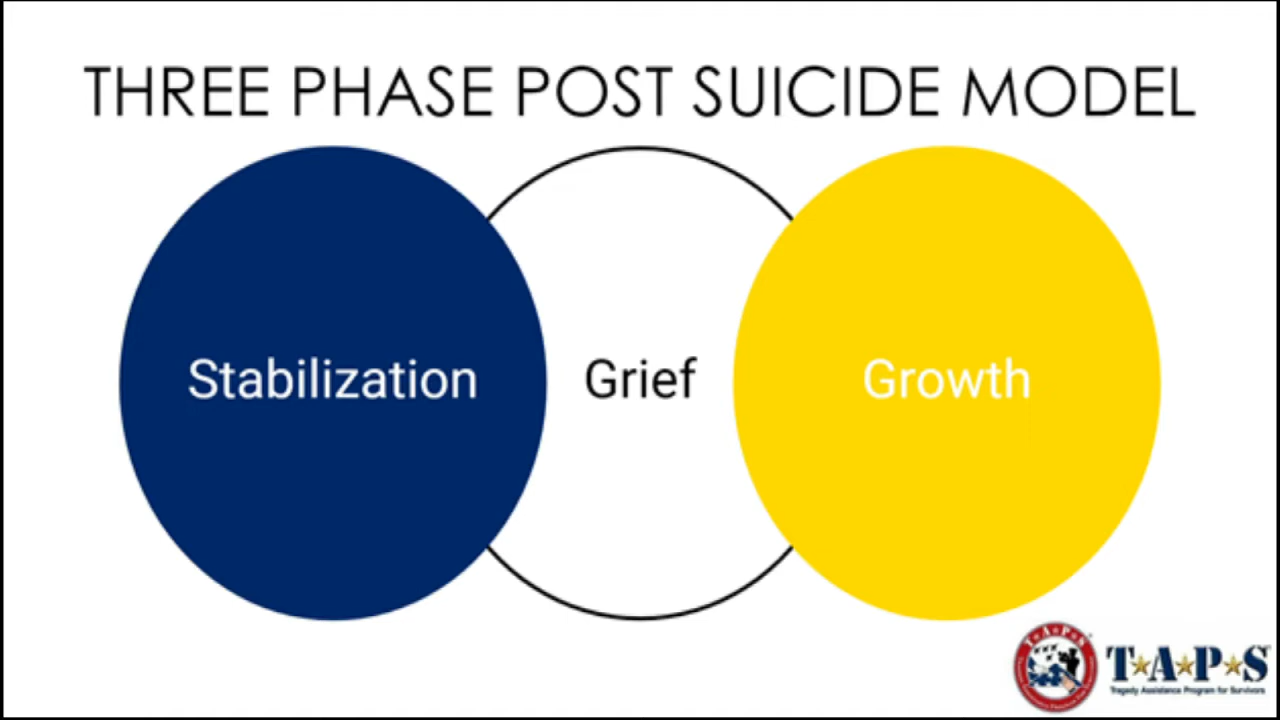 THREE PHASE POST SUICIDE MODEL
Stabilization
Grief
Growth
T★A★P★S
T★A★P★S
Tragedy Assistance Program for Survivors